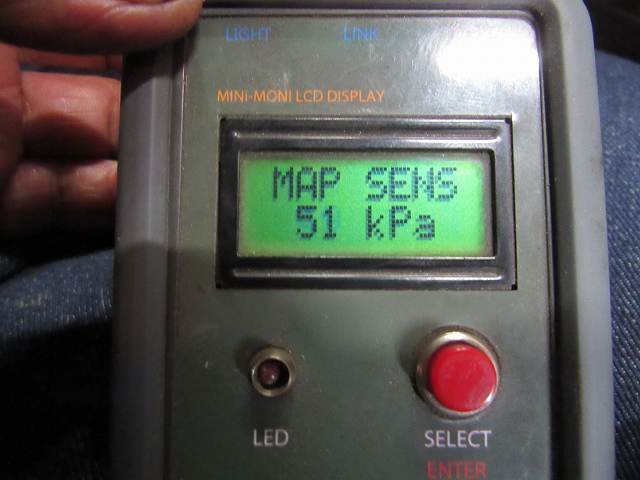 LIGHT LINK
MINI-MONI LCD DISPLAY
MAP SENS
51 kPa
LED SELECT
ENTER